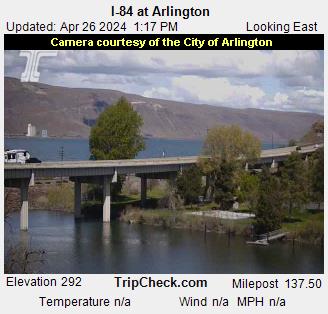 I-84 at Arlington
Updated: Apr 26 2024 1:17 PM Looking East
Camera courtesy of the City of Arlington
Elevation 292 TripCheck.com Milepost 137.50
Temperature n/a Wind n/a MPH n/a